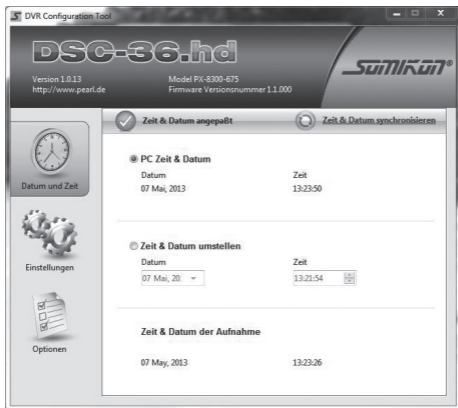 DVR Configuration Tool
DSC-36.hd
Somikon®
Version 1.0.13
Model PX-8300-675
http://www.pearl.de
Firmware Versionsnummer 1.1.000
Zeit & Datum angepaßt
Zeit & Datum synchronisieren
Datum und Zeit
Einstellungen
Optionen
PC Zeit & Datum
Datum
Zeit
07 Mai, 2013
13:23:50
Zeit & Datum umstellen
Datum
Zeit
07 Mai, 20
13:21:54
Zeit & Datum der Aufnahme
07 May, 2013
13:23:26